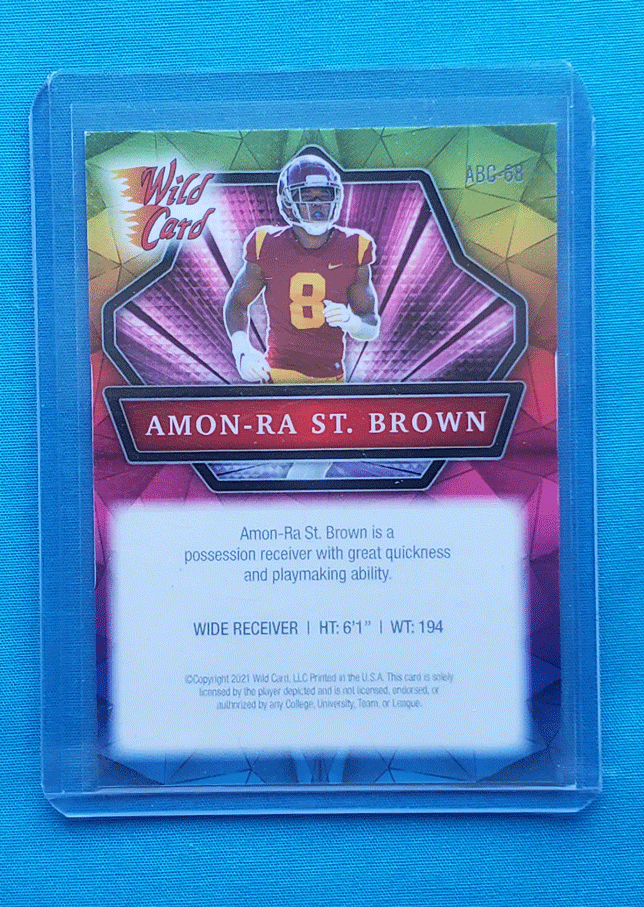 Wild
Card
ABC-68
8
AMON-RA ST. BROWN
Amon-Ra St. Brown is a
possession receiver with great quickness
and playmaking ability.
WIDE RECEIVER | HT: 6'1" | WT: 194
©Copyright 2021 Wild Card, LLC Printed in the U.S.A. This card is solely
licensed by the player depicted and is not licensed, endorsed, or
authorized by any College, University, Team, or League.